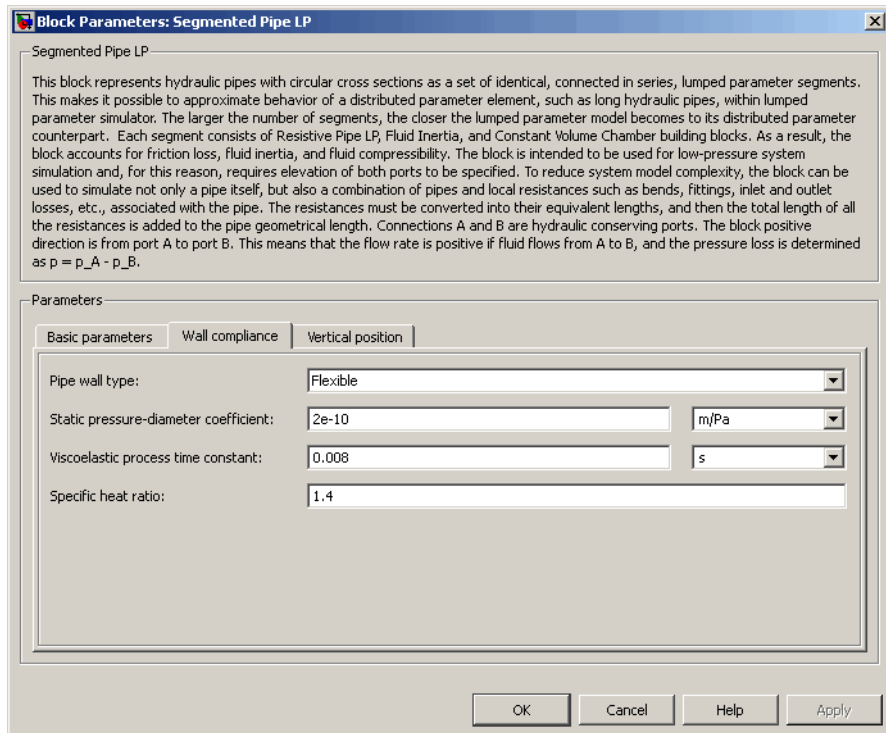 Block Parameters: Segmented Pipe LP
Segmented Pipe LP
This block represents hydraulic pipes with circular cross sections as a set of identical, connected in series, lumped parameter segments.
This makes it possible to approximate behavior of a distributed parameter element, such as long hydraulic pipes, within lumped
parameter simulator. The larger the number of segments, the closer the lumped parameter model becomes to its distributed parameter
counterpart.  Each segment consists of Resistive Pipe LP, Fluid Inertia, and Constant Volume Chamber building blocks. As a result, the
block accounts for friction loss, fluid inertia, and fluid compressibility. The block is intended to be used for low-pressure system
simulation and, for this reason, requires elevation of both ports to be specified. To reduce system model complexity, the block can be
used to simulate not only a pipe itself, but also a combination of pipes and local resistances such as bends, fittings, inlet and outlet
losses, etc., associated with the pipe. The resistances must be converted into their equivalent lengths, and then the total length of all
the resistances is added to the pipe geometrical length. Connections A and B are hydraulic conserving ports. The block positive
direction is from port A to port B. This means that the flow rate is positive if fluid flows from A to B, and the pressure loss is determined
as p = p_A - p_B.
Parameters
Basic parameters Wall compliance Vertical position
Pipe wall type: Flexible
Static pressure-diameter coefficient: 2e-10 m/Pa
Viscoelastic process time constant: 0.008 s
Specific heat ratio: 1.4
OK Cancel Help Apply